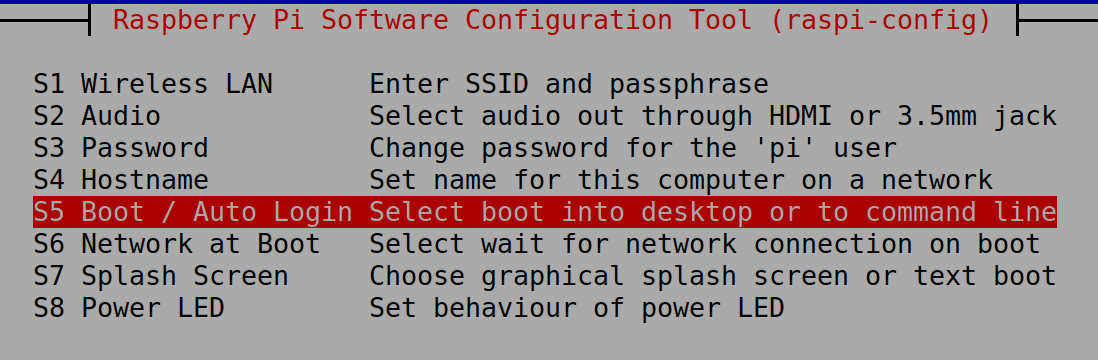 Raspberry Pi Software Configuration Tool (raspi-config)
S1 Wireless LAN Enter SSID and passphrase
S2 Audio Select audio out through HDMI or 3.5mm jack
S3 Password Change password for the 'pi' user
S4 Hostname Set name for this computer on a network
S5 Boot / Auto Login Select boot into desktop or to command line
S6 Network at Boot Select wait for network connection on boot
S7 Splash Screen Choose graphical splash screen or text boot
S8 Power LED Set behaviour of power LED